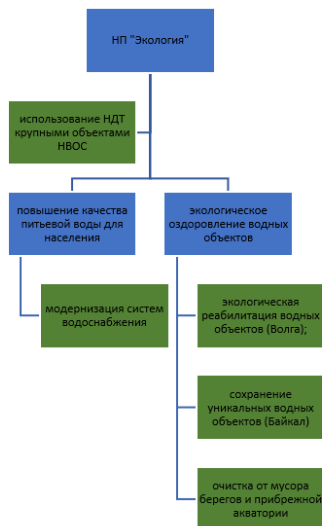 НП "Экология"
использование НДТ
крупными объектами
НВОС
повышение качества
питьевой воды для
населения
экологическое
оздоровление водных
объектов
модернизация систем
водоснабжения
экологическая
реабилитация водных
объектов (Волга);
сохранение
уникальных водных
объектов (Байкал)
очистка от мусора
берегов и прибрежной
акватории